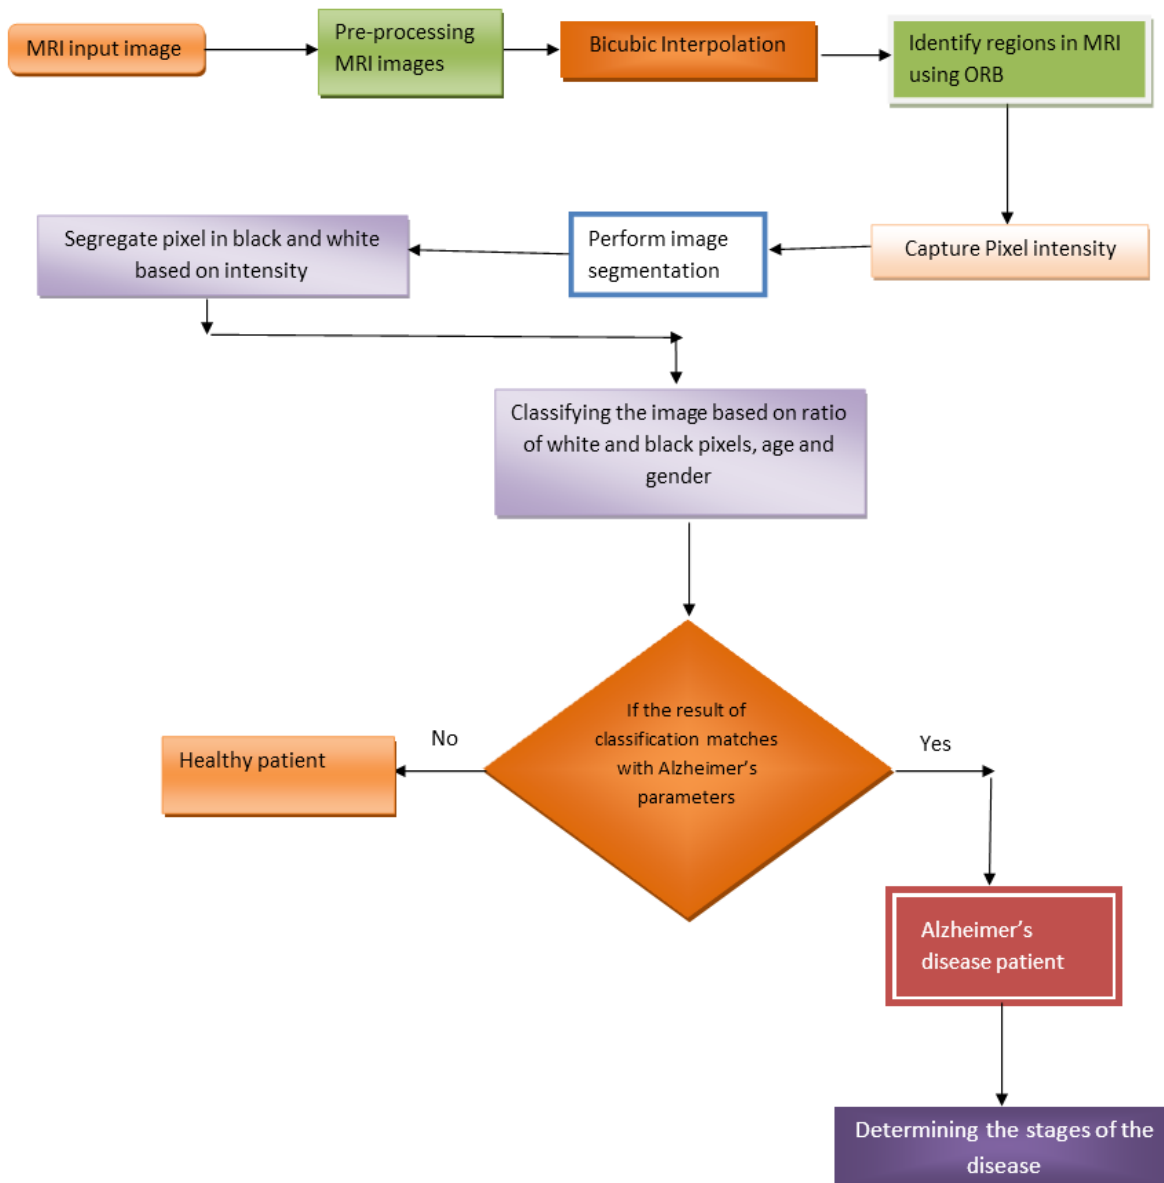 MRI input image
Pre-processing
MRI images
Bicubic Interpolation
Identify regions in MRI
using ORB
Capture Pixel intensity
Perform image
segmentation
Segregate pixel in black and white
based on intensity
Classifying the image based on ratio
of white and black pixels, age and
gender
If the result of
classification matches
with Alzheimer’s
parameters
No
Healthy patient
Yes
Alzheimer’s
disease patient
Determining the stages of the
disease